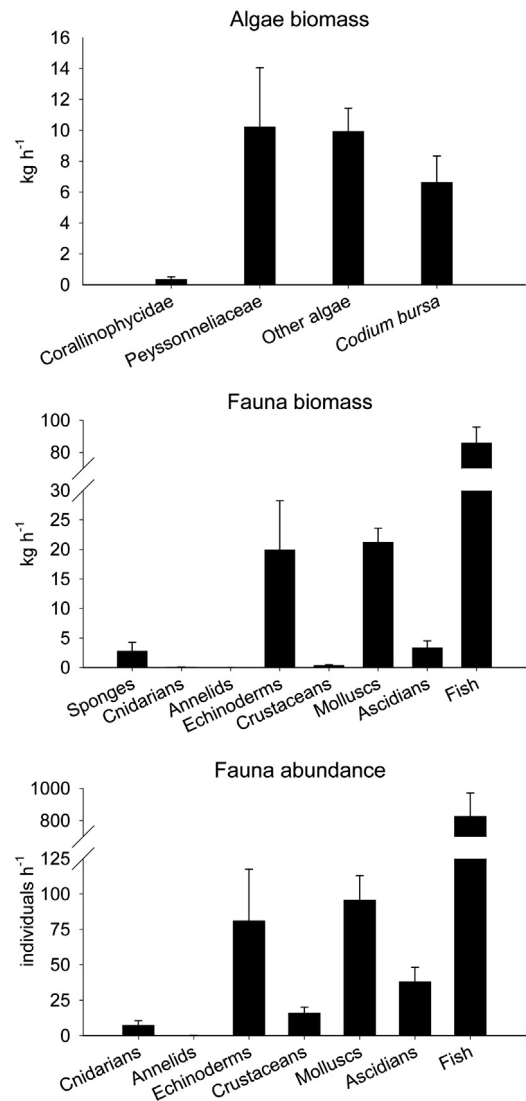 Algae biomass
16
14
12
10
8
6
4
2
0
kg h⁻¹
Corallinophycidae
Peyssonneliaceae
Other algae
Codium bursa
Fauna biomass
100
80
30
25
20
15
10
5
0
kg h⁻¹
Sponges
Cnidarians
Annelids
Echinoderms
Crustaceans
Molluscs
Ascidians
Fish
Fauna abundance
1000
800
125
100
75
50
25
0
individuals h⁻¹
Cnidarians
Annelids
Echinoderms
Crustaceans
Molluscs
Ascidians
Fish